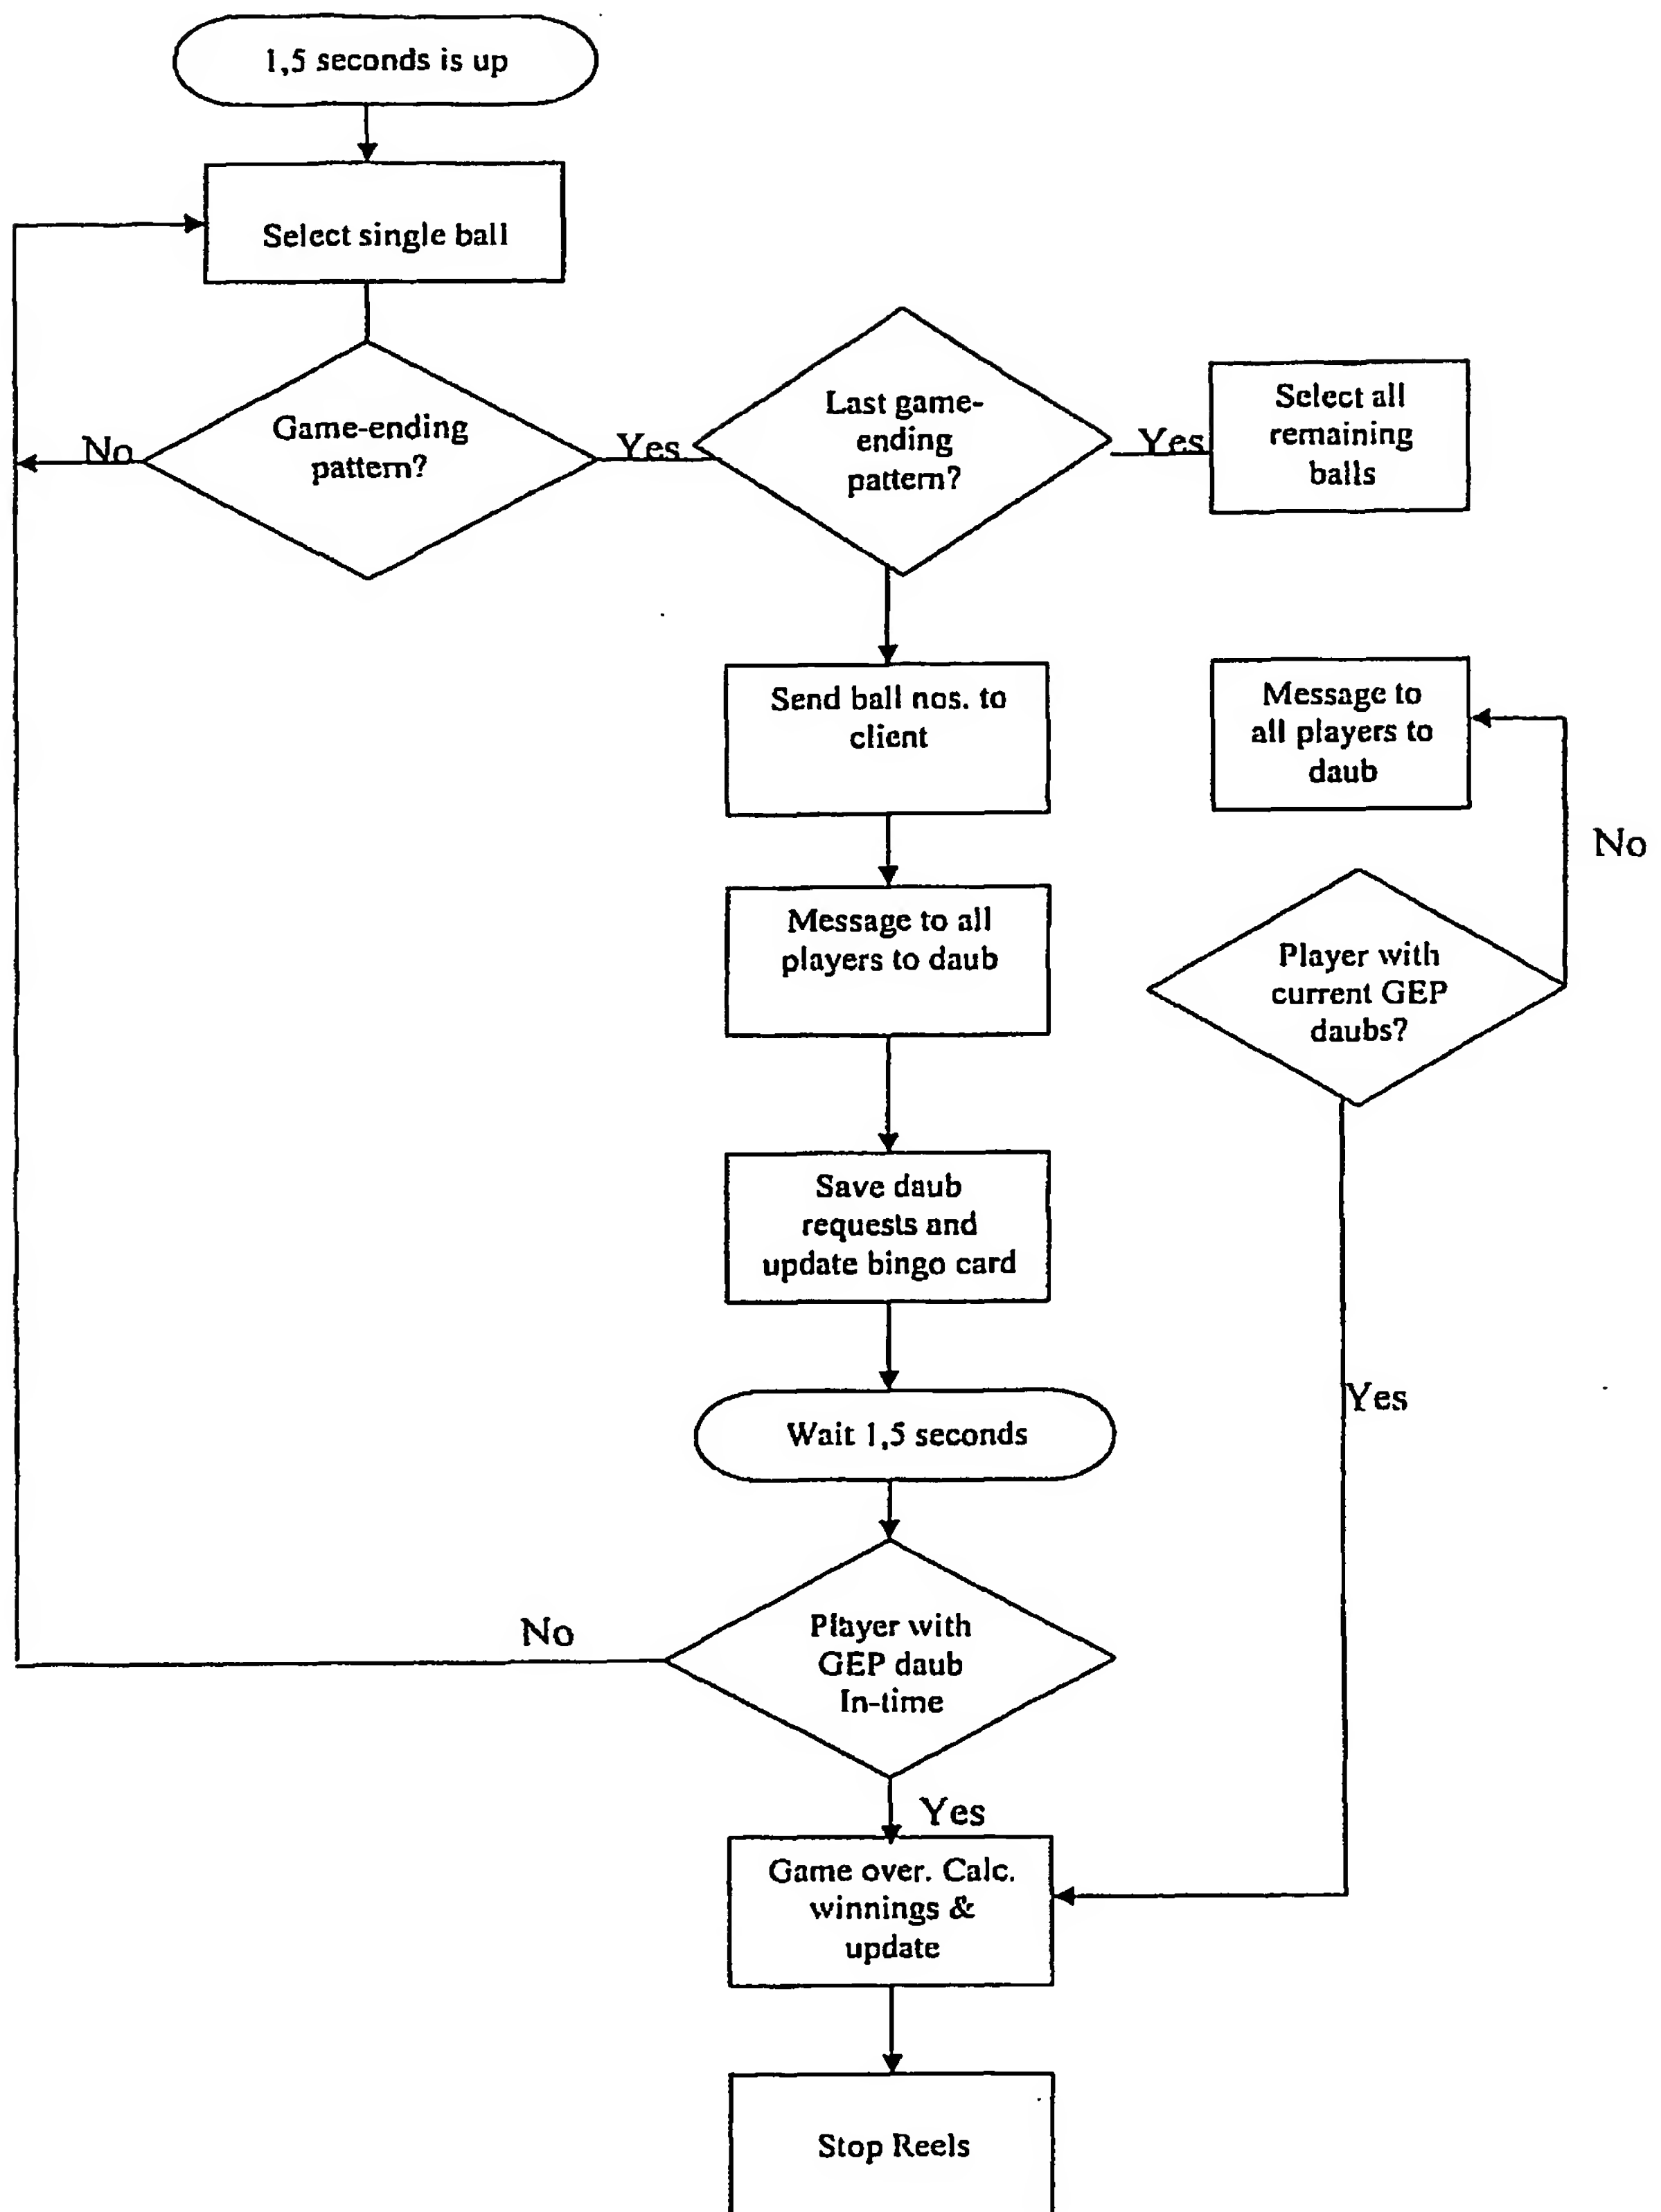 1,5 seconds is up
Select single ball
Game-ending
pattern?
No
Yes
Last game-
ending
pattern?
Yes
Select all
remaining
balls
Send ball nos. to
client
Message to
all players to
daub
No
Message to all
players to daub
Player with
current GEP
daubs?
Save daub
requests and
update bingo card
Yes
Wait 1,5 seconds
No
Player with
GEP daub
In-time
Yes
Game over. Calc.
winnings &
update
Stop Reels